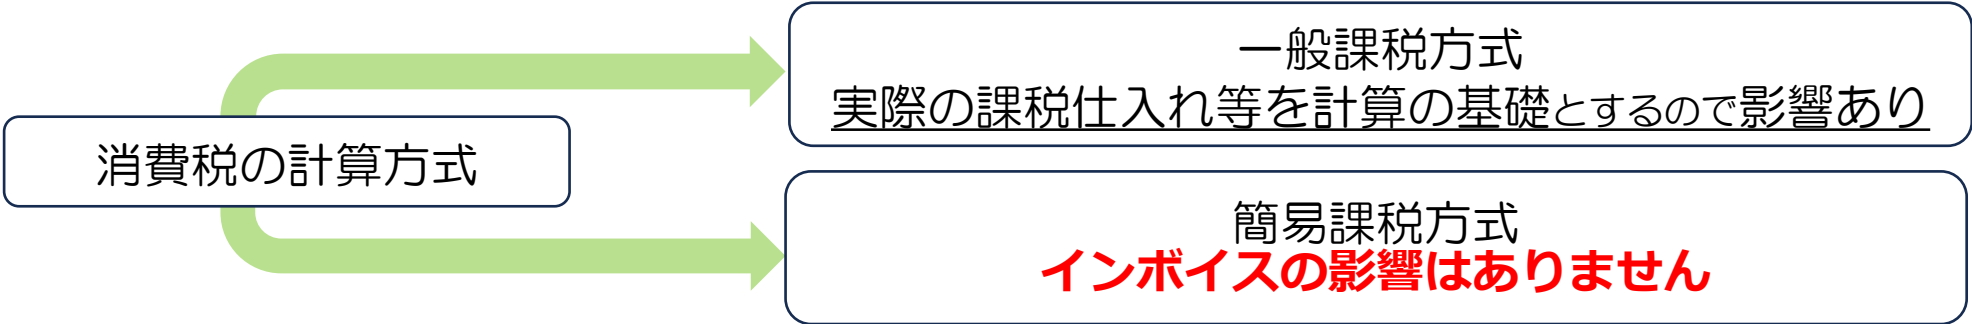 消費税の計算方式
一般課税方式
実際の課税仕入れ等を計算の基礎とするので影響あり
簡易課税方式
インボイスの影響はありません